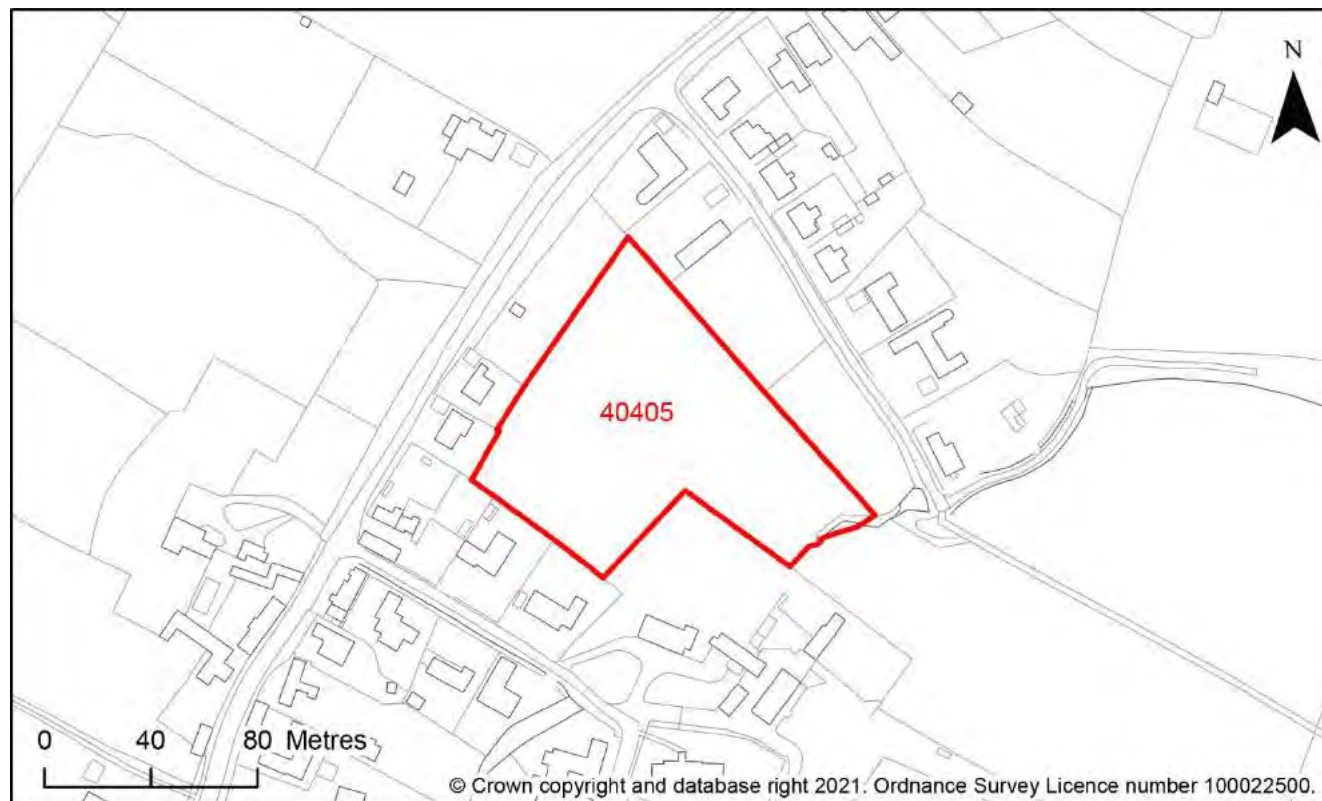 N
40405
0 40 80 Metres
© Crown copyright and database right 2021. Ordnance Survey Licence number 100022500.